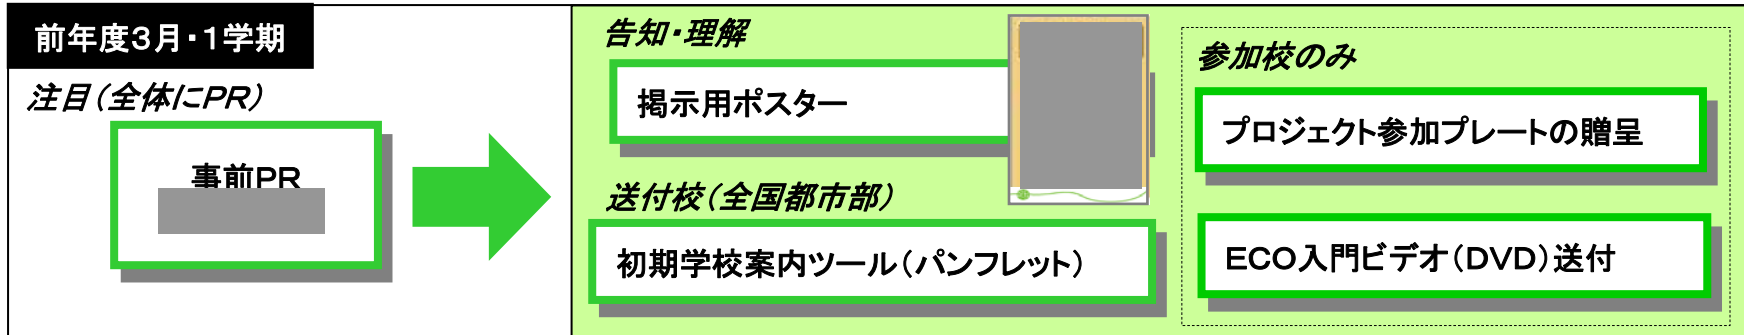 前年度3月・1学期
注目(全体にPR)
事前PR
告知・理解
掲示用ポスター
送付校(全国都市部)
初期学校案内ツール(パンフレット)
参加校のみ
プロジェクト参加プレートの贈呈
ECO入門ビデオ(DVD)送付